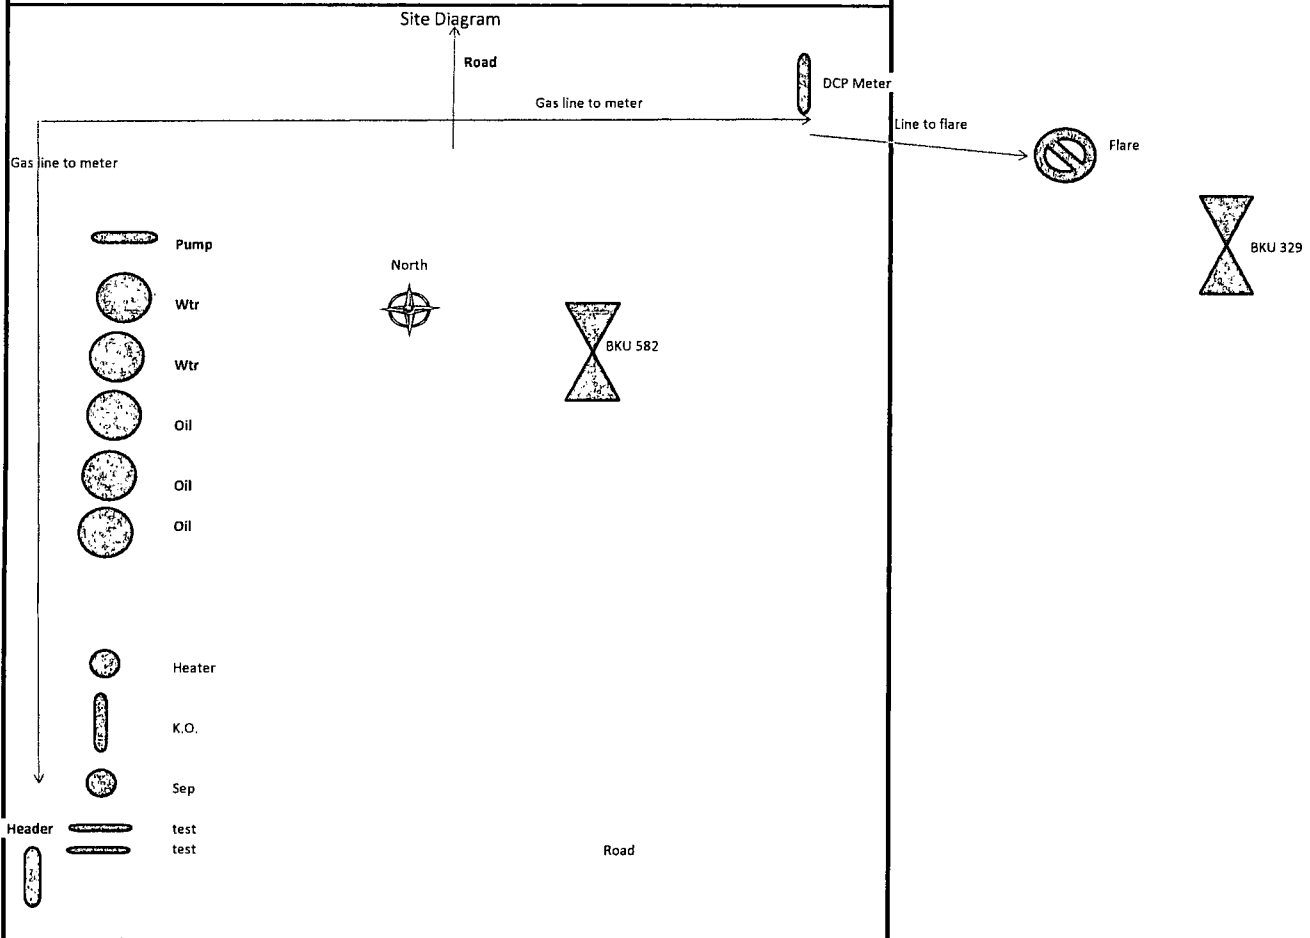 Site Diagram
Road
DCP Meter
Gas line to meter
Line to flare
Flare
Gas line to meter
Pump
BKU 329
North
Wtr
BKU 582
Wtr
Oil
Oil
Oil
Heater
K.O.
Sep
Header
test
test
Road